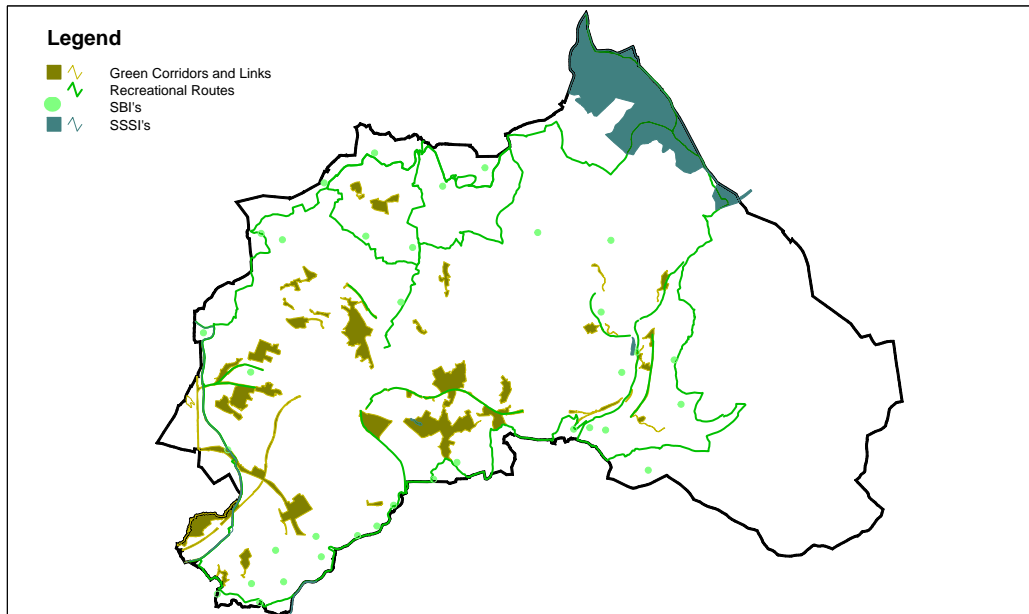 Legend
Green Corridors and Links
Recreational Routes
SBI's
SSSI's